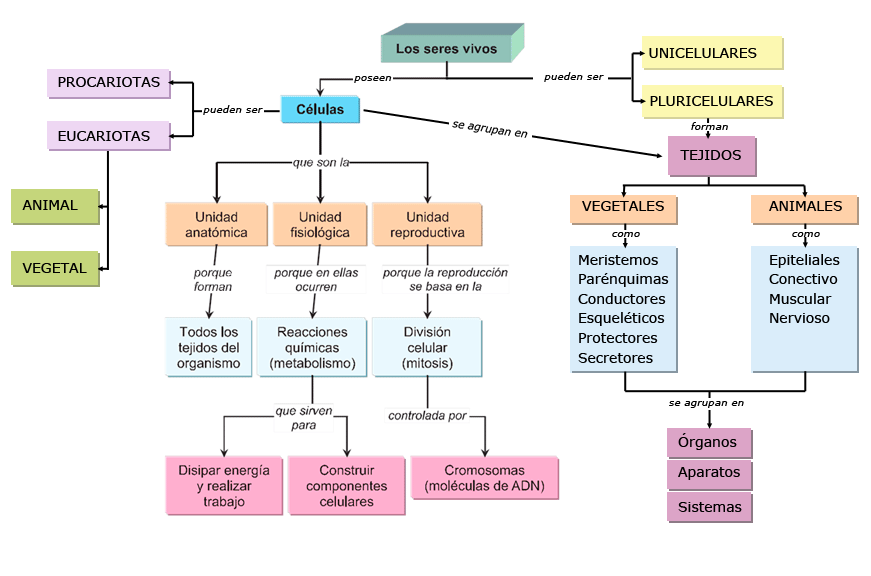 Los seres vivos
poseen
pueden ser
UNICELULARES
PLURICELULARES
forman
TEJIDOS
PROCARIOTAS
EUCARIOTAS
pueden ser
Células
se agrupan en
ANIMAL
VEGETAL
que son la
Unidad
anatómica
Unidad
fisiológica
Unidad
reproductiva
porque
forman
porque en ellas
ocurren
porque la reproducción
se basa en la
Todos los
tejidos del
organismo
Reacciones
químicas
(metabolismo)
División
celular
(mitosis)
que sirven
para
controlada por
Disipar energía
y realizar
trabajo
Construir
componentes
celulares
Cromosomas
(moléculas de ADN)
VEGETALES
ANIMALES
como
como
Meristemos
Parénquimas
Conductores
Esqueléticos
Protectores
Secretores
Epiteliales
Conectivo
Muscular
Nervioso
se agrupan en
Órganos
Aparatos
Sistemas